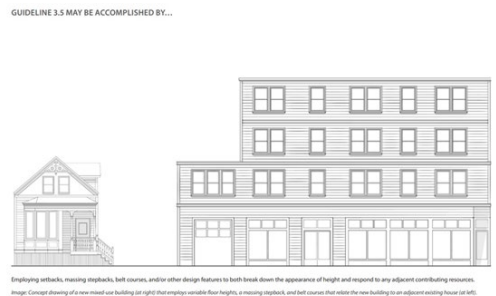 GUIDELINE 3.5 MAY BE ACCOMPLISHED BY…
Employing setbacks, massing stepbacks, belt courses, and/or other design features to both break down the appearance of height and respond to any adjacent contributing resources.
Image: Concept drawing of a new mixed-use building (at right) that employs variable floor heights, a massing stepback, and belt courses that relate the new building to an adjacent existing house (at left).